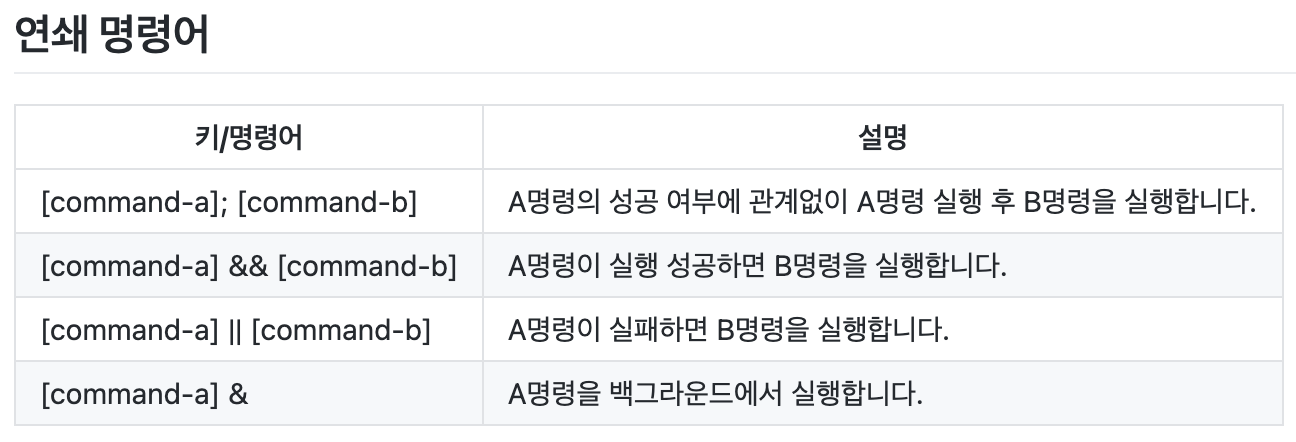 연쇄 명령어
키/명령어 설명
[command-a]; [command-b] A명령의 성공 여부에 관계없이 A명령 실행 후 B명령을 실행합니다.
[command-a] && [command-b] A명령이 실행 성공하면 B명령을 실행합니다.
[command-a] || [command-b] A명령이 실패하면 B명령을 실행합니다.
[command-a] & A명령을 백그라운드에서 실행합니다.